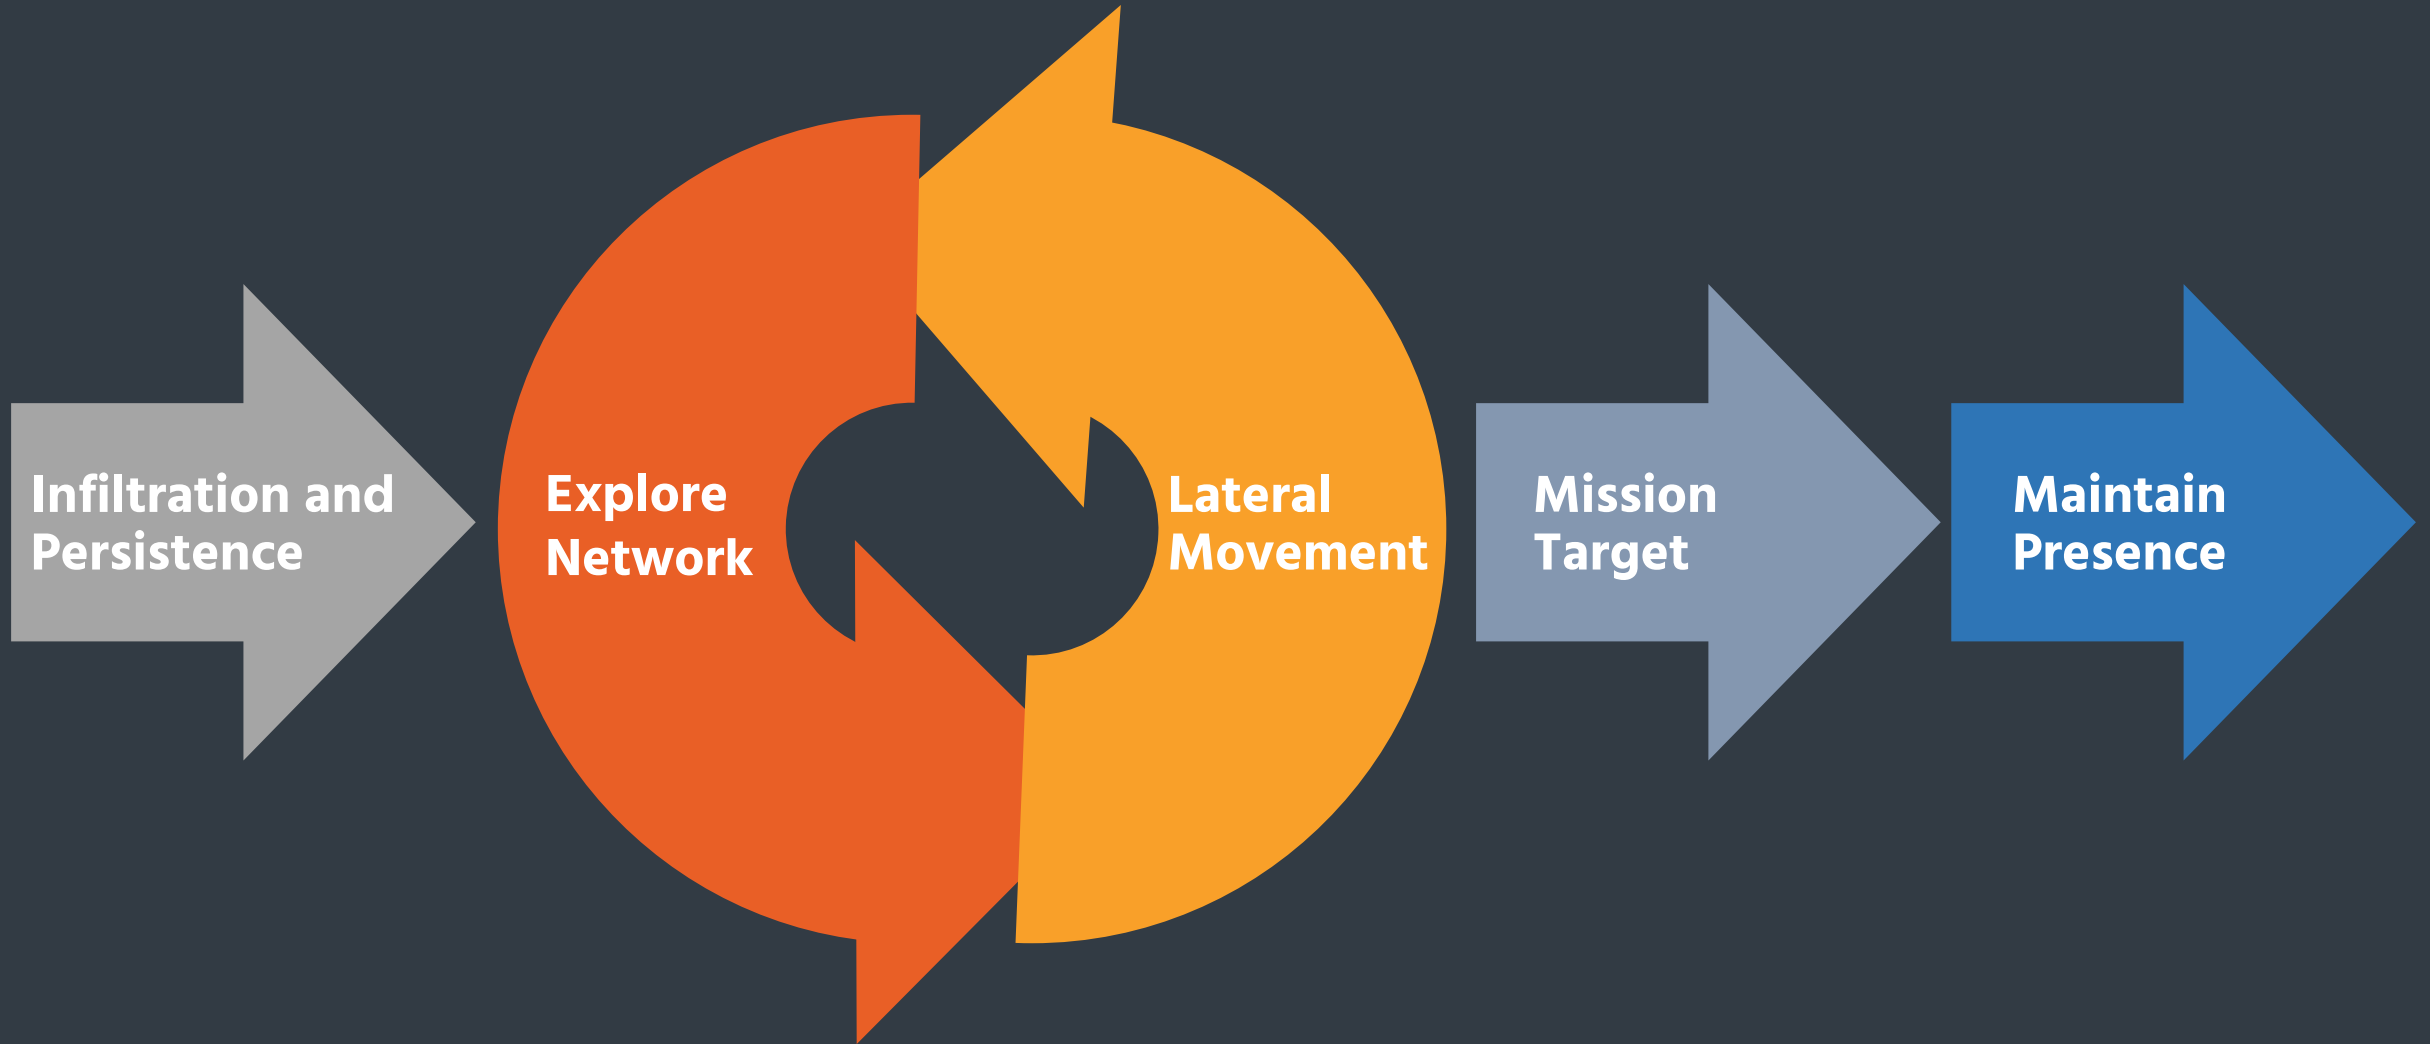 Infiltration and
Persistence
Explore
Network
Lateral
Movement
Mission
Target
Maintain
Presence